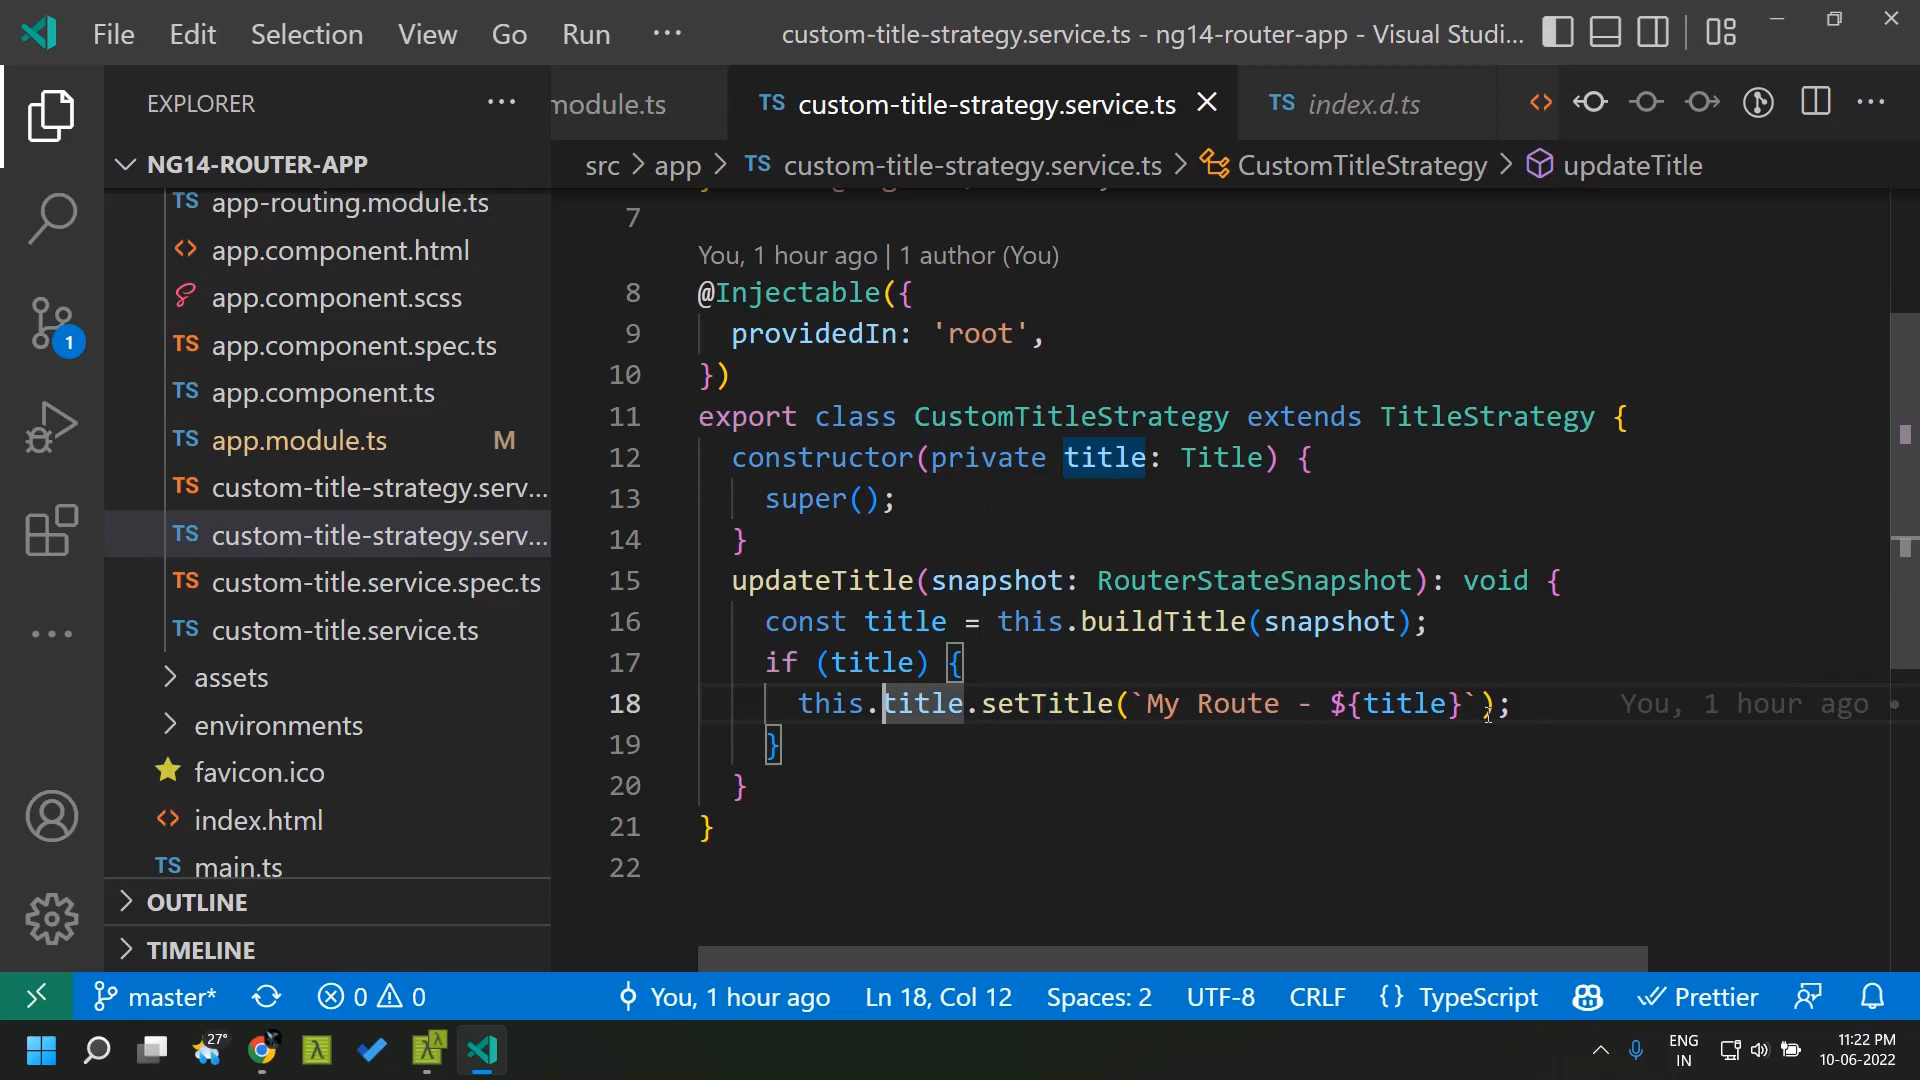 File Edit Selection View Go Run ···
custom-title-strategy.service.ts - ng14-router-app - Visual Studi...
EXPLORER ···
module.ts
TS custom-title-strategy.service.ts
TS index.d.ts
NG14-ROUTER-APP
src > app > TS custom-title-strategy.service.ts > CustomTitleStrategy > updateTitle
TS app-routing.module.ts
app.component.html
app.component.scss
TS app.component.spec.ts
TS app.component.ts
TS app.module.ts M
TS custom-title-strategy.serv...
TS custom-title-strategy.serv...
TS custom-title.service.spec.ts
TS custom-title.service.ts
assets
environments
favicon.ico
index.html
TS main.ts
OUTLINE
TIMELINE
7
You, 1 hour ago | 1 author (You)
8 @Injectable({
9 providedIn: 'root',
10 })
11 export class CustomTitleStrategy extends TitleStrategy {
12 constructor(private title: Title) {
13 super();
14 }
15 updateTitle(snapshot: RouterStateSnapshot): void {
16 const title = this.buildTitle(snapshot);
17 if (title) {
18 this.title.setTitle(`My Route - ${title}`); You, 1 hour ago •
19 }
20 }
21 }
22
1
master* 0 0 You, 1 hour ago Ln 18, Col 12 Spaces: 2 UTF-8 CRLF {} TypeScript Prettier
27°
ENG
IN
11:22 PM
10-06-2022